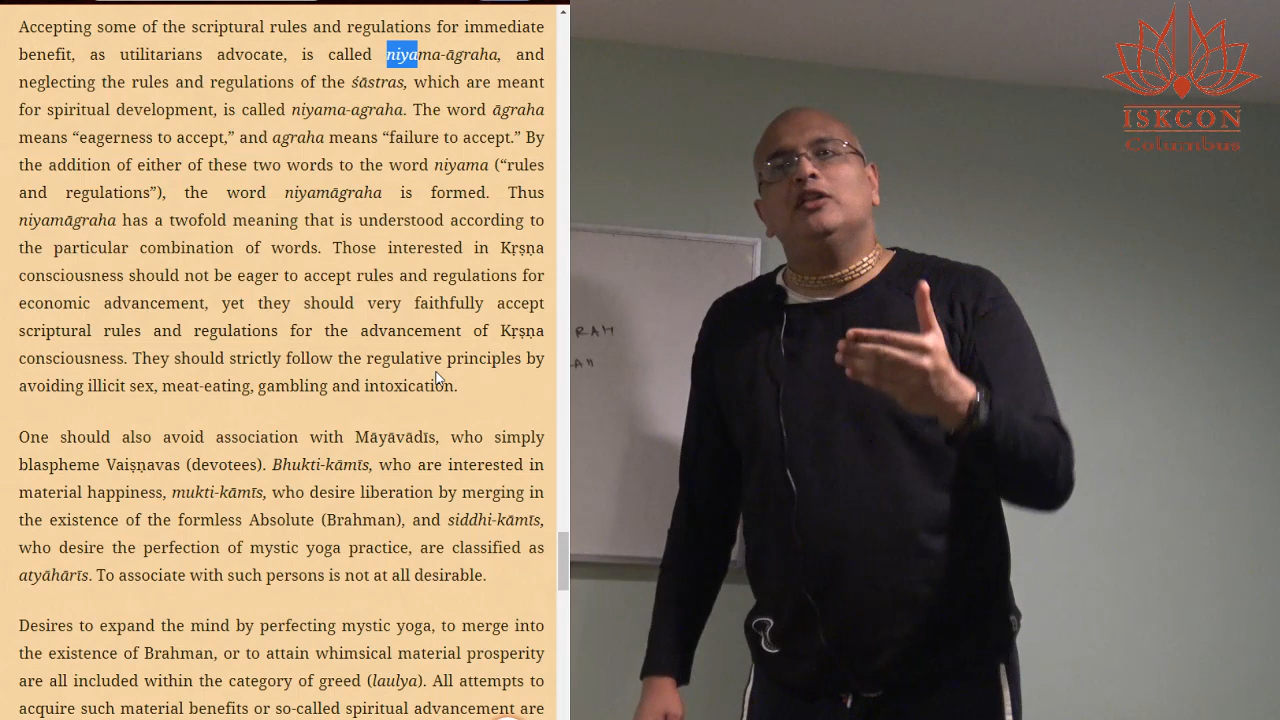 Accepting some of the scriptural rules and regulations for immediate
benefit, as utilitarians advocate, is called niyama-āgraha, and
neglecting the rules and regulations of the śāstras, which are meant
for spiritual development, is called niyama-agraha. The word āgraha
means “eagerness to accept,” and agraha means “failure to accept.” By
the addition of either of these two words to the word niyama (“rules
and regulations”), the word niyamāgraha is formed. Thus
niyamāgraha has a twofold meaning that is understood according to
the particular combination of words. Those interested in Kṛṣṇa
consciousness should not be eager to accept rules and regulations for
economic advancement, yet they should very faithfully accept
scriptural rules and regulations for the advancement of Kṛṣṇa
consciousness. They should strictly follow the regulative principles by
avoiding illicit sex, meat-eating, gambling and intoxication.
One should also avoid association with Māyāvādīs, who simply
blaspheme Vaiṣṇavas (devotees). Bhukti-kāmīs, who are interested in
material happiness, mukti-kāmīs, who desire liberation by merging in
the existence of the formless Absolute (Brahman), and siddhi-kāmīs,
who desire the perfection of mystic yoga practice, are classified as
atyāhārīs. To associate with such persons is not at all desirable.
Desires to expand the mind by perfecting mystic yoga, to merge into
the existence of Brahman, or to attain whimsical material prosperity
are all included within the category of greed (laulya). All attempts to
acquire such material benefits or so-called spiritual advancement are
ISKCON
Columbus